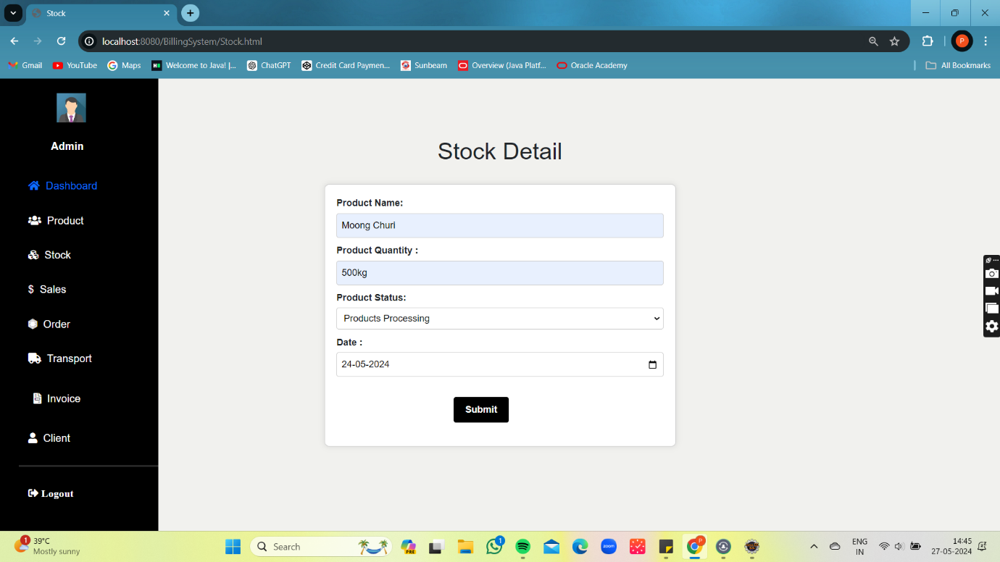 Stock
localhost:8080/BillingSystem/Stock.html
P
Gmail YouTube Maps Welcome to Java! |... ChatGPT Credit Card Paymen... Sunbeam Overview (Java Platf... Oracle Academy All Bookmarks
Admin
Dashboard
Product
Stock
$ Sales
Order
Transport
Invoice
Client
Logout
Stock Detail
Product Name:
Moong Churi
Product Quantity :
500kg
Product Status:
Products Processing
Date :
24-05-2024
Submit
1
39°C
Mostly sunny
Search
PRE
1
zoom
P
ENG
IN
14:45
27-05-2024